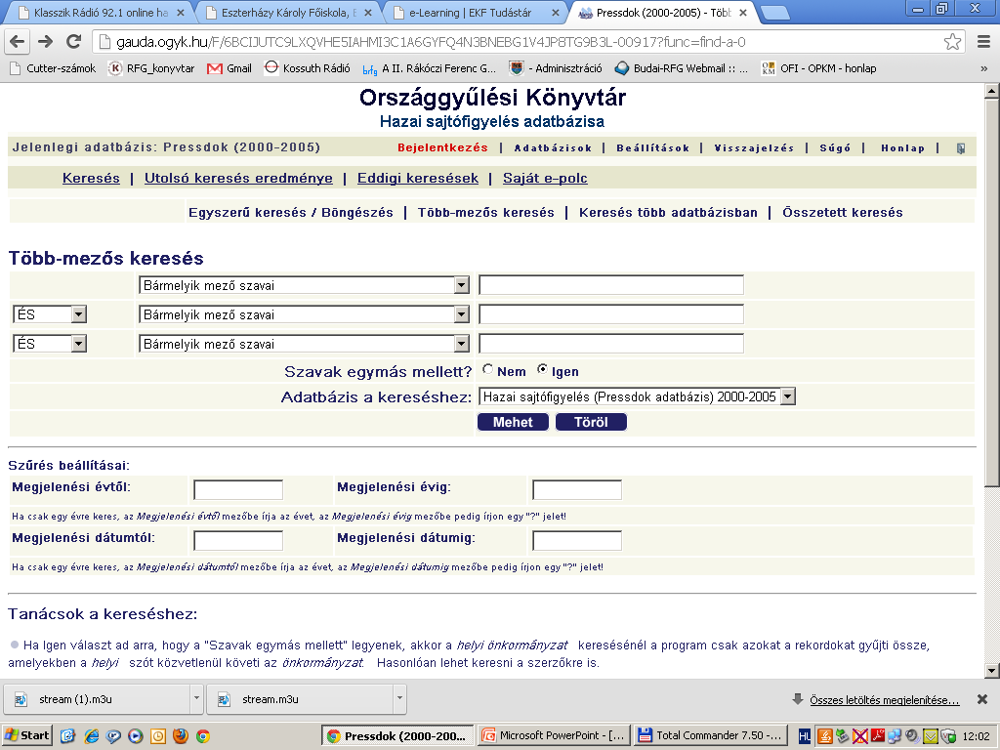 Klasszik Rádió 92.1 online ha
Eszterházy Károly Főiskola, E
e-Learning | EKF Tudástár
Pressdok (2000-2005) - Töb
gauda.ogyk.hu/F/6BCIJUTC9LXQVHE5IAHMI3C1A6GYFQ4N3BNEBG1V4JP8TG9B3L-00917?func=find-a-0
Cutter-számok
RFG_konyvtar
Gmail
Kossuth Rádió
brfg A II. Rákóczi Ferenc G...
- Adminisztráció
Budai-RFG Webmail :: ...
OFI - OPKM - honlap
»
Országgyűlési Könyvtár
Hazai sajtófigyelés adatbázisa
Jelenlegi adatbázis: Pressdok (2000-2005)
Bejelentkezés | Adatbázisok | Beállítások | Visszajelzés | Súgó | Honlap |
Keresés | Utolsó keresés eredménye | Eddigi keresések | Saját e-polc
Egyszerű keresés / Böngészés | Több-mezős keresés | Keresés több adatbázisban | Összetett keresés
Több-mezős keresés
Bármelyik mező szavai
ÉS Bármelyik mező szavai
ÉS Bármelyik mező szavai
Szavak egymás mellett? Nem Igen
Adatbázis a kereséshez: Hazai sajtófigyelés (Pressdok adatbázis) 2000-2005
Mehet Töröl
Szűrés beállításai:
Megjelenési évtől: Megjelenési évig:
Ha csak egy évre keres, az Megjelenési évtől mezőbe írja az évet, az Megjelenési évig mezőbe pedig írjon egy "?" jelet!
Megjelenési dátumtól: Megjelenési dátumig:
Ha csak egy évre keres, az Megjelenési dátumtól mezőbe írja az évet, az Megjelenési dátumig mezőbe pedig írjon egy "?" jelet!
Tanácsok a kereséshez:
Ha Igen választ ad arra, hogy a "Szavak egymás mellett" legyenek, akkor a helyi önkormányzat keresésénél a program csak azokat a rekordokat gyűjti össze,
amelyekben a helyi szót közvetlenül követi az önkormányzat. Hasonlóan lehet keresni a szerzőkre is.
stream (1).m3u
stream.m3u
Összes letöltés megjelenítése...
Start
Pressdok (2000-200...
Microsoft PowerPoint - [...
Total Commander 7.50 -...
HU
12:02